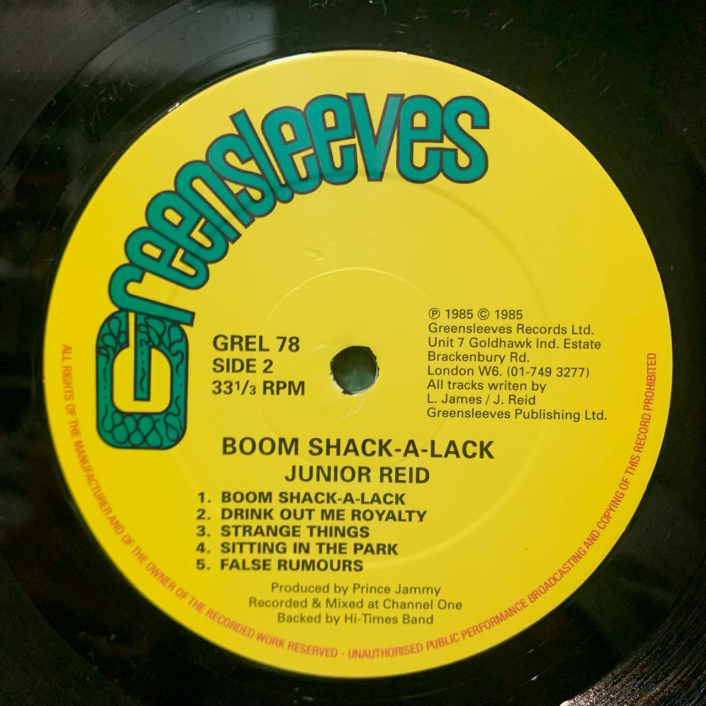 Greensleeves
GREL 78
SIDE 2
33 1/3 RPM
℗ 1985 © 1985
Greensleeves Records Ltd.
Unit 7 Goldhawk Ind. Estate
Brackenbury Rd.
London W6. (01-749 3277)
All tracks writen by
L. James / J. Reid
Greensleeves Publishing Ltd.
BOOM SHACK-A-LACK
JUNIOR REID
1. BOOM SHACK-A-LACK
2. DRINK OUT ME ROYALTY
3. STRANGE THINGS
4. SITTING IN THE PARK
5. FALSE RUMOURS
Produced by Prince Jammy
Recorded & Mixed at Channel One
Backed by Hi-Times Band
ALL RIGHTS OF THE MANUFACTURER AND OF THE OWNER OF THE RECORDED WORK RESERVED - UNAUTHORISED PUBLIC PERFORMANCE BROADCASTING AND COPYING OF THIS RECORD PROHIBITED